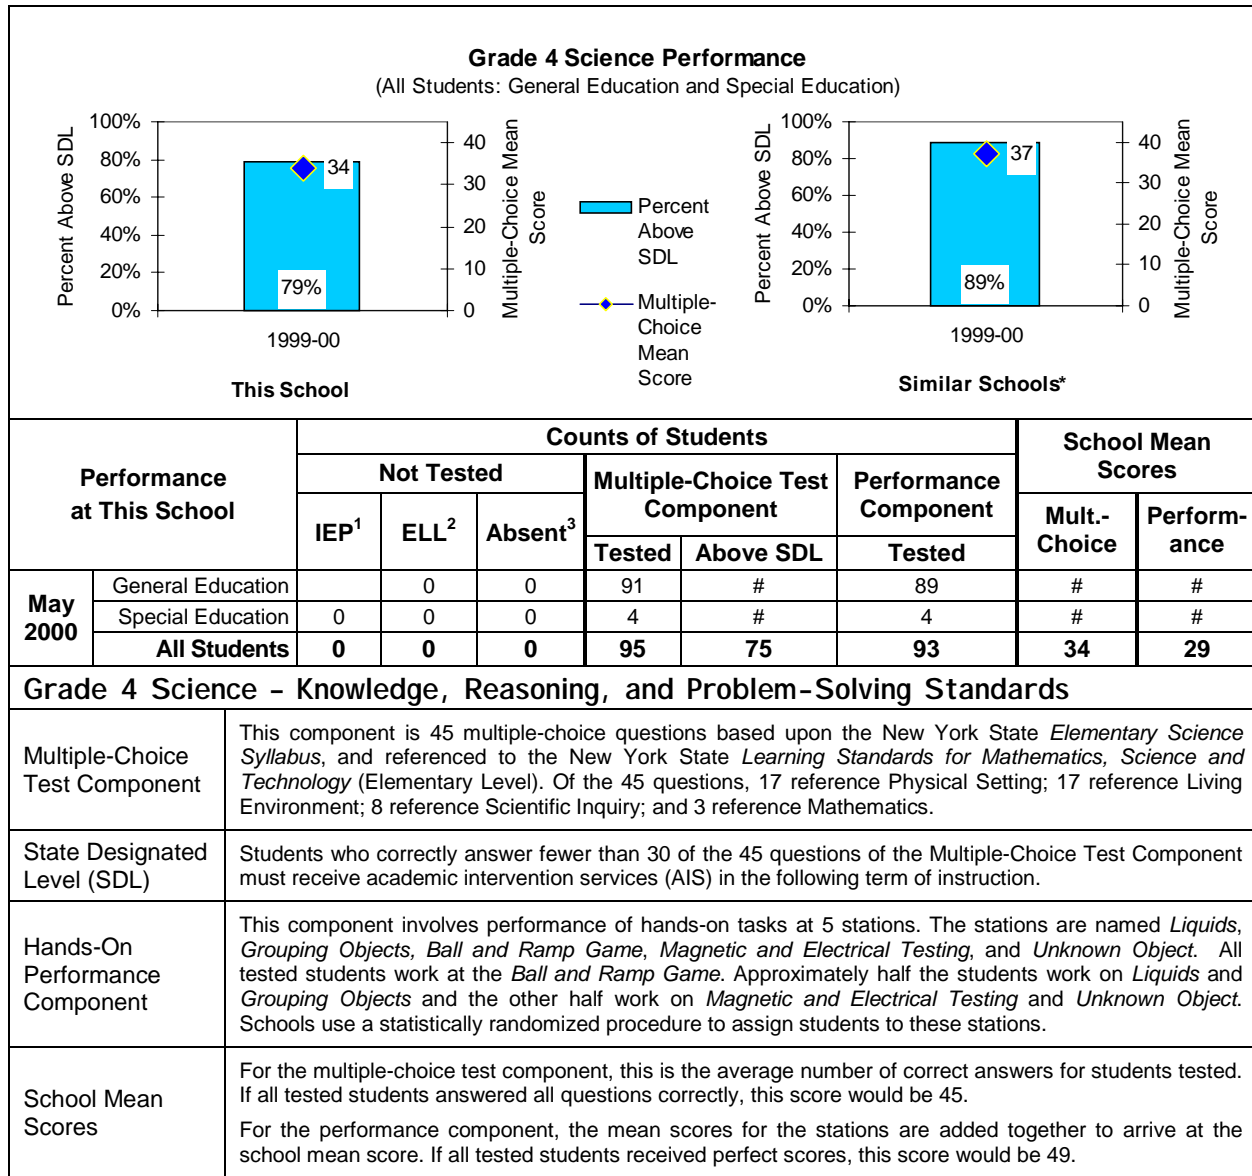 Grade 4 Science Performance
(All Students: General Education and Special Education)
Percent Above SDL
100%
80%
60%
40%
20%
0%
34
79%
40
30
20
10
0
Multiple-Choice Mean
Score
1999-00
This School
Percent
Above
SDL
Multiple-
Choice
Mean
Score
Percent Above SDL
100%
80%
60%
40%
20%
0%
37
89%
40
30
20
10
0
Multiple-Choice Mean
Score
1999-00
Similar Schools*
Performance
at This School
Counts of Students
School Mean
Scores
Not Tested
Multiple-Choice Test
Component
Performance
Component
IEP1 ELL2 Absent3
Mult.-
Choice
Perform-
ance
Tested Above SDL Tested
May
2000
General Education 0 0 91 # 89 # #
Special Education 0 0 0 4 # 4 # #
All Students 0 0 0 95 75 93 34 29
Grade 4 Science – Knowledge, Reasoning, and Problem-Solving Standards
Multiple-Choice
Test Component
This component is 45 multiple-choice questions based upon the New York State Elementary Science
Syllabus, and referenced to the New York State Learning Standards for Mathematics, Science and
Technology (Elementary Level). Of the 45 questions, 17 reference Physical Setting; 17 reference Living
Environment; 8 reference Scientific Inquiry; and 3 reference Mathematics.
State Designated
Level (SDL)
Students who correctly answer fewer than 30 of the 45 questions of the Multiple-Choice Test Component
must receive academic intervention services (AIS) in the following term of instruction.
Hands-On
Performance
Component
This component involves performance of hands-on tasks at 5 stations. The stations are named Liquids,
Grouping Objects, Ball and Ramp Game, Magnetic and Electrical Testing, and Unknown Object. All
tested students work at the Ball and Ramp Game. Approximately half the students work on Liquids and
Grouping Objects and the other half work on Magnetic and Electrical Testing and Unknown Object.
Schools use a statistically randomized procedure to assign students to these stations.
School Mean
Scores
For the multiple-choice test component, this is the average number of correct answers for students tested.
If all tested students answered all questions correctly, this score would be 45.
For the performance component, the mean scores for the stations are added together to arrive at the
school mean score. If all tested students received perfect scores, this score would be 49.